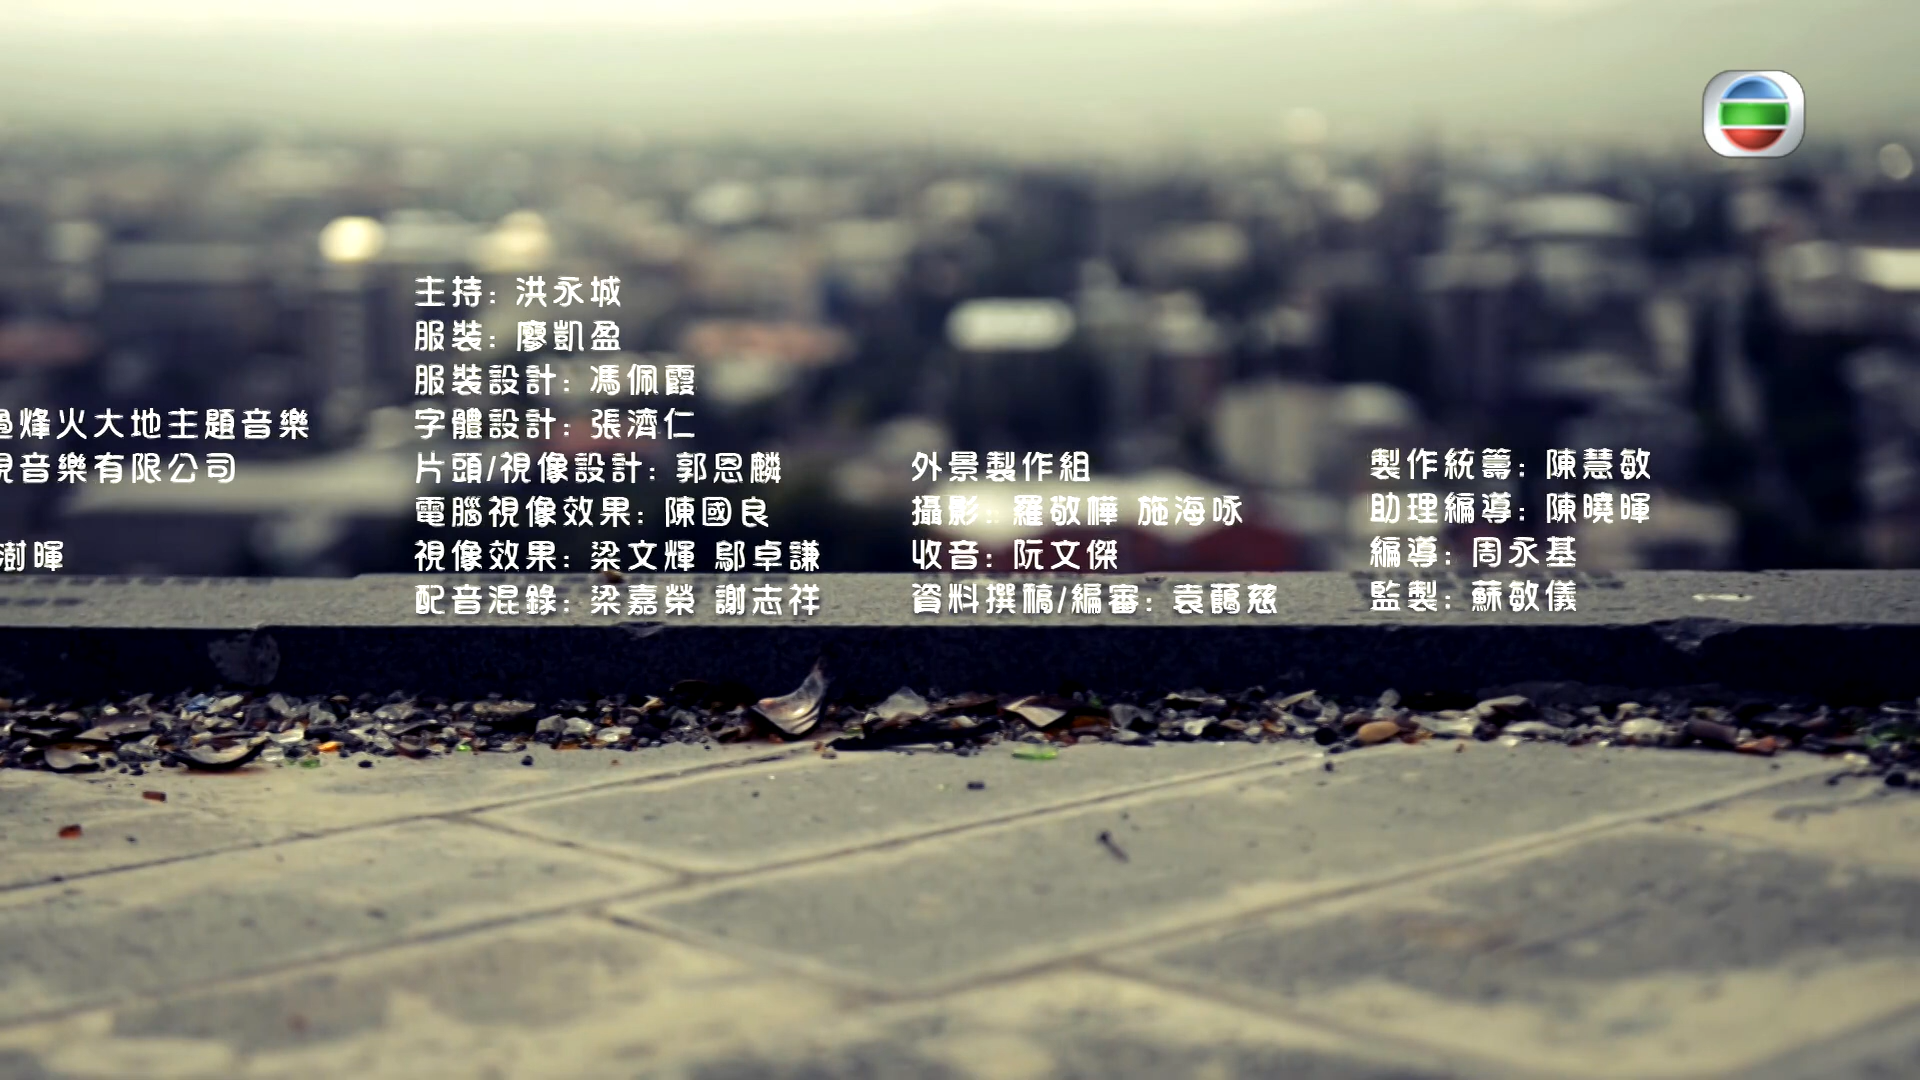 過烽火大地主題音樂
視音樂有限公司
澍暉
主持: 洪永城
服裝: 廖凱盈
服裝設計: 馮佩霞
字體設計: 張濟仁
片頭/視像設計: 郭恩麟
電腦視像效果: 陳國良
視像效果: 梁文輝 鄔卓謙
配音混錄: 梁嘉榮 謝志祥
外景製作組
攝影: 羅敬樺 施海咏
收音: 阮文傑
資料撰稿/編審: 袁藹慈
製作統籌: 陳慧敏
助理編導: 陳曉暉
編導: 周永基
監製: 蘇敏儀